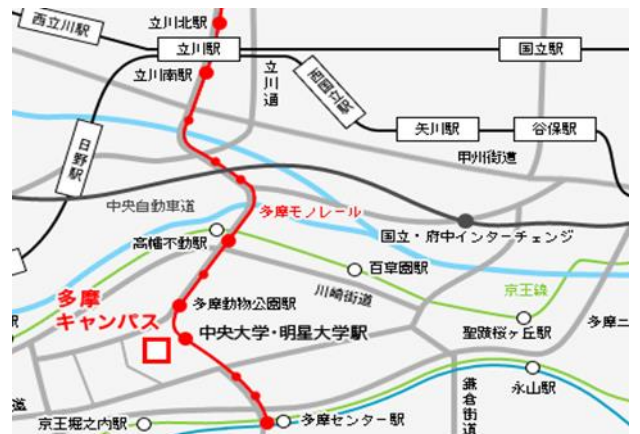 立川北駅
西立川駅
立川駅
国立駅
立川南駅
立川通
西国立駅
矢川駅
谷保駅
日野駅
甲州街道
中央自動車道
多摩モノレール
国立・府中インターチェンジ
高幡不動駅
百草園駅
京王線
多摩
キャンパス
多摩動物公園駅
川崎街道
中央大学・明星大学駅
聖蹟桜ヶ丘駅
多摩ニ
駅
永山駅
鎌倉街道
道
京王堀之内駅
多摩センター駅